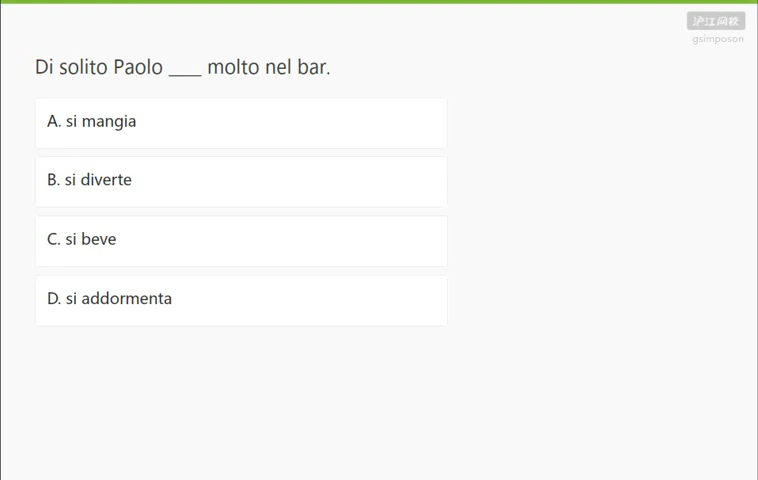 沪江网校
gsimposon
Di solito Paolo ___ molto nel bar.
A. si mangia
B. si diverte
C. si beve
D. si addormenta